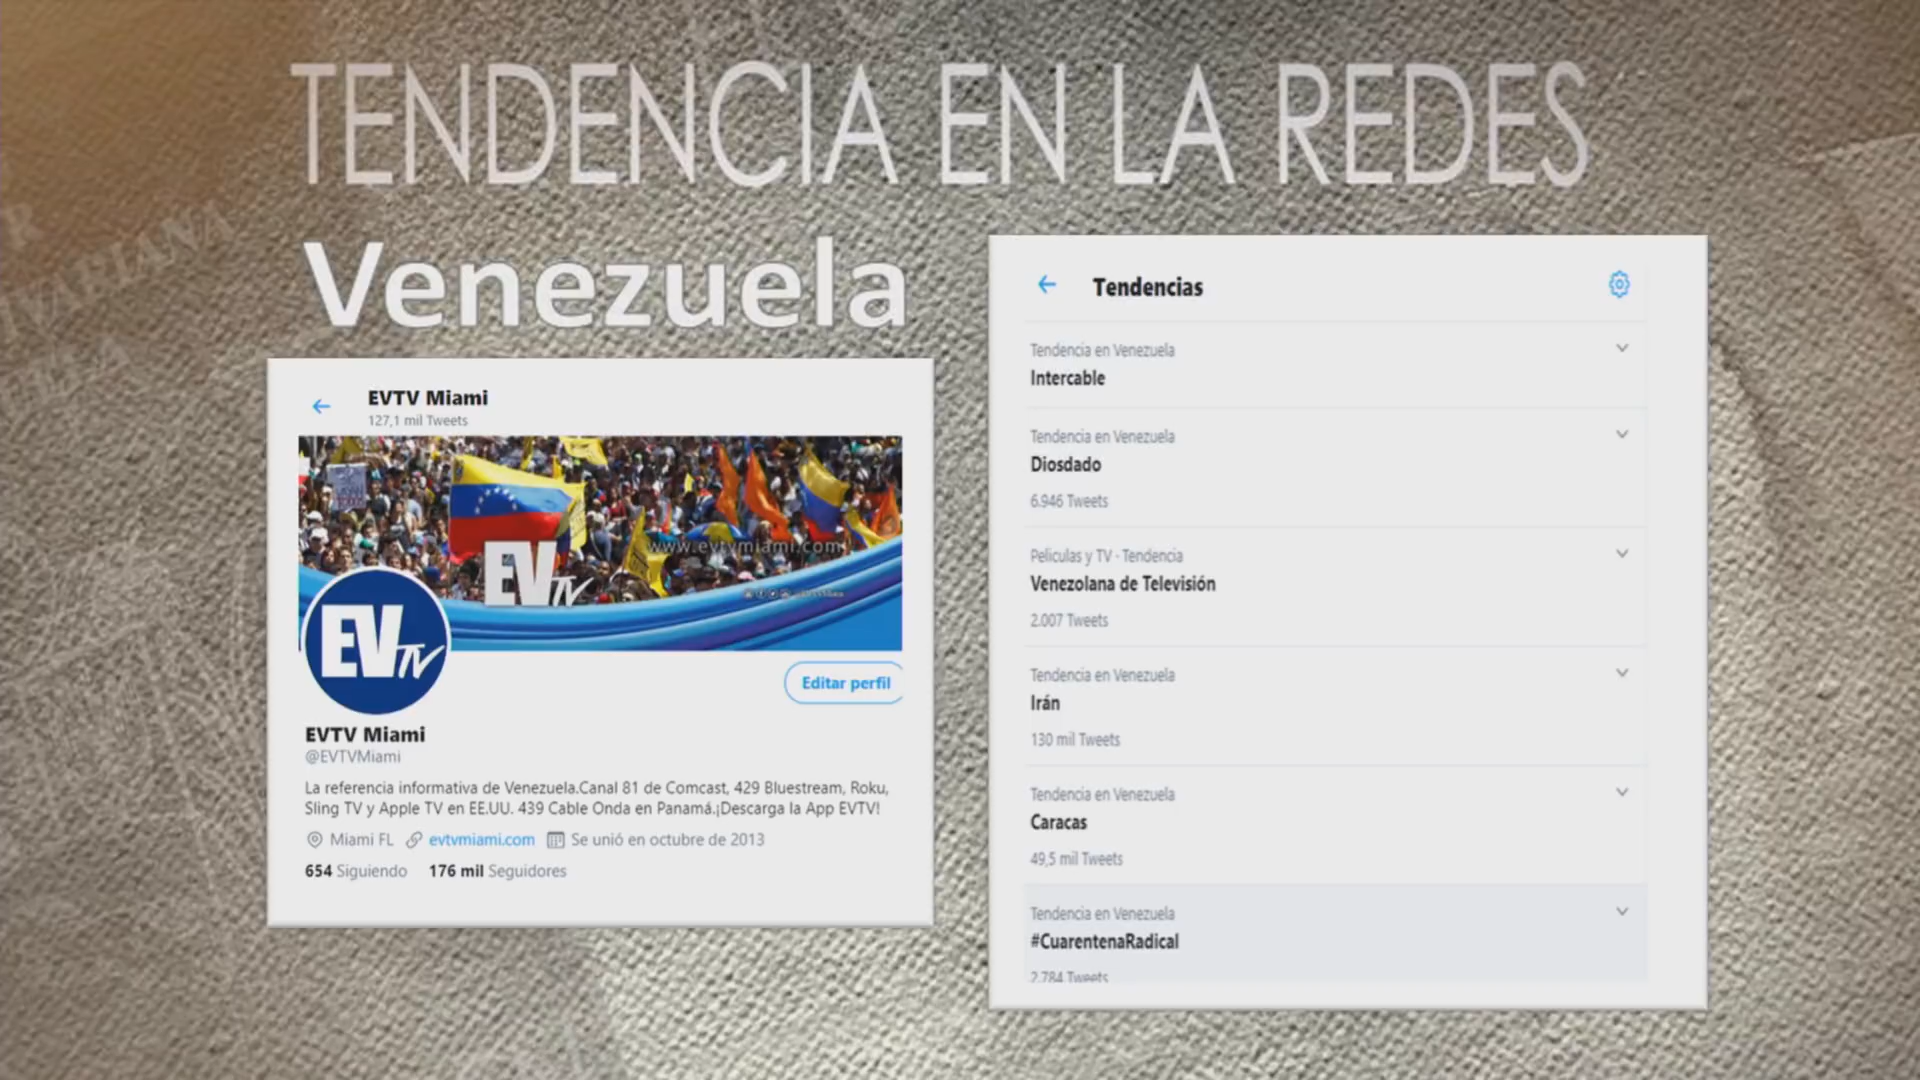 TENDENCIA EN LA REDES
Venezuela
EVTV Miami
127,1 mil Tweets
www.evtvmiami.com
EVTV
EVTV
Editar perfil
EVTV Miami
@EVTVMiami
La referencia informativa de Venezuela.Canal 81 de Comcast, 429 Bluestream, Roku,
Sling TV y Apple TV en EE.UU. 439 Cable Onda en Panamá.¡Descarga la App EVTV!
Miami FL evtvmiami.com Se unió en octubre de 2013
654 Siguiendo 176 mil Seguidores
Tendencias
Tendencia en Venezuela
Intercable
Tendencia en Venezuela
Diosdado
6.946 Tweets
Películas y TV · Tendencia
Venezolana de Televisión
2.007 Tweets
Tendencia en Venezuela
Irán
130 mil Tweets
Tendencia en Venezuela
Caracas
49,5 mil Tweets
Tendencia en Venezuela
#CuarentenaRadical
2.784 Tweets